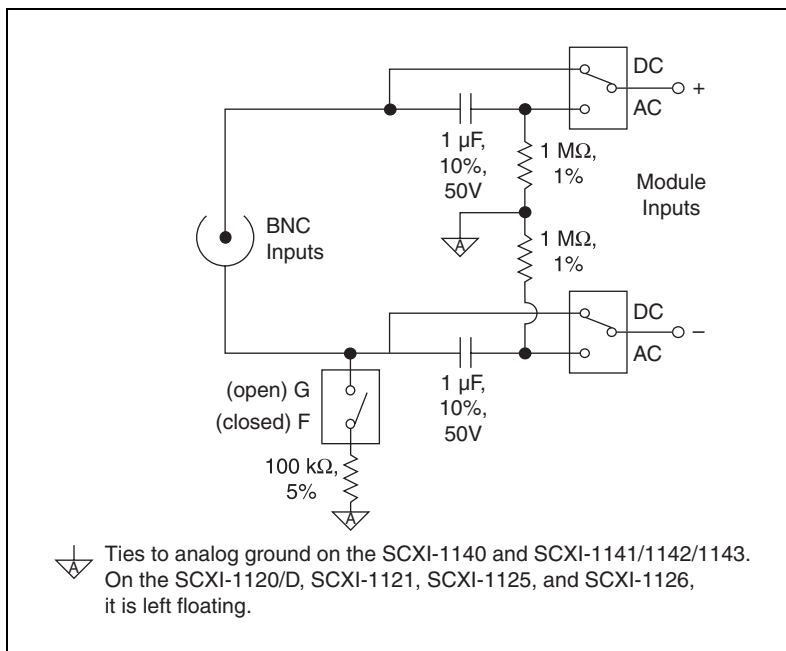 DC
+
AC
1 µF,
10%,
50V
1 MΩ,
1%
Module
Inputs
BNC
Inputs
A
1 MΩ,
1%
DC
–
AC
(open) G
(closed) F
1 µF,
10%,
50V
100 kΩ,
5%
A
A
Ties to analog ground on the SCXI-1140 and SCXI-1141/1142/1143.
On the SCXI-1120/D, SCXI-1121, SCXI-1125, and SCXI-1126,
it is left floating.